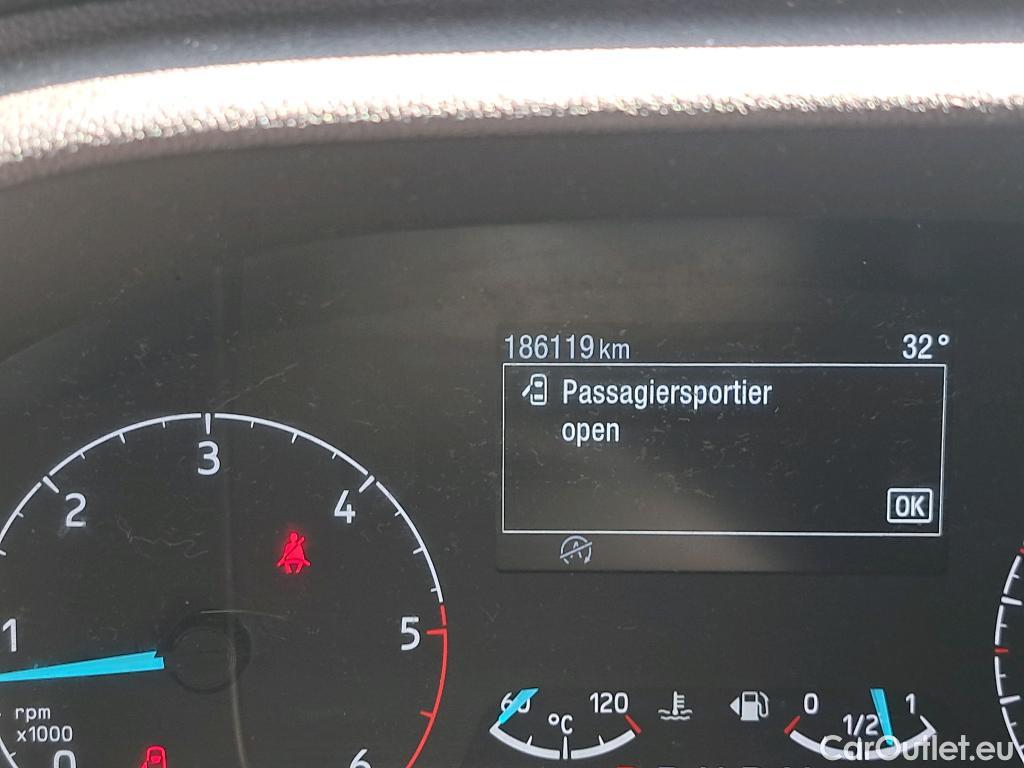 186119 km 32°
Passagiersportier
open
OK
3
2 4
1 5
rpm
x1000
0 6
60 120 0 1
°C 1/2
CarOutlet.eu